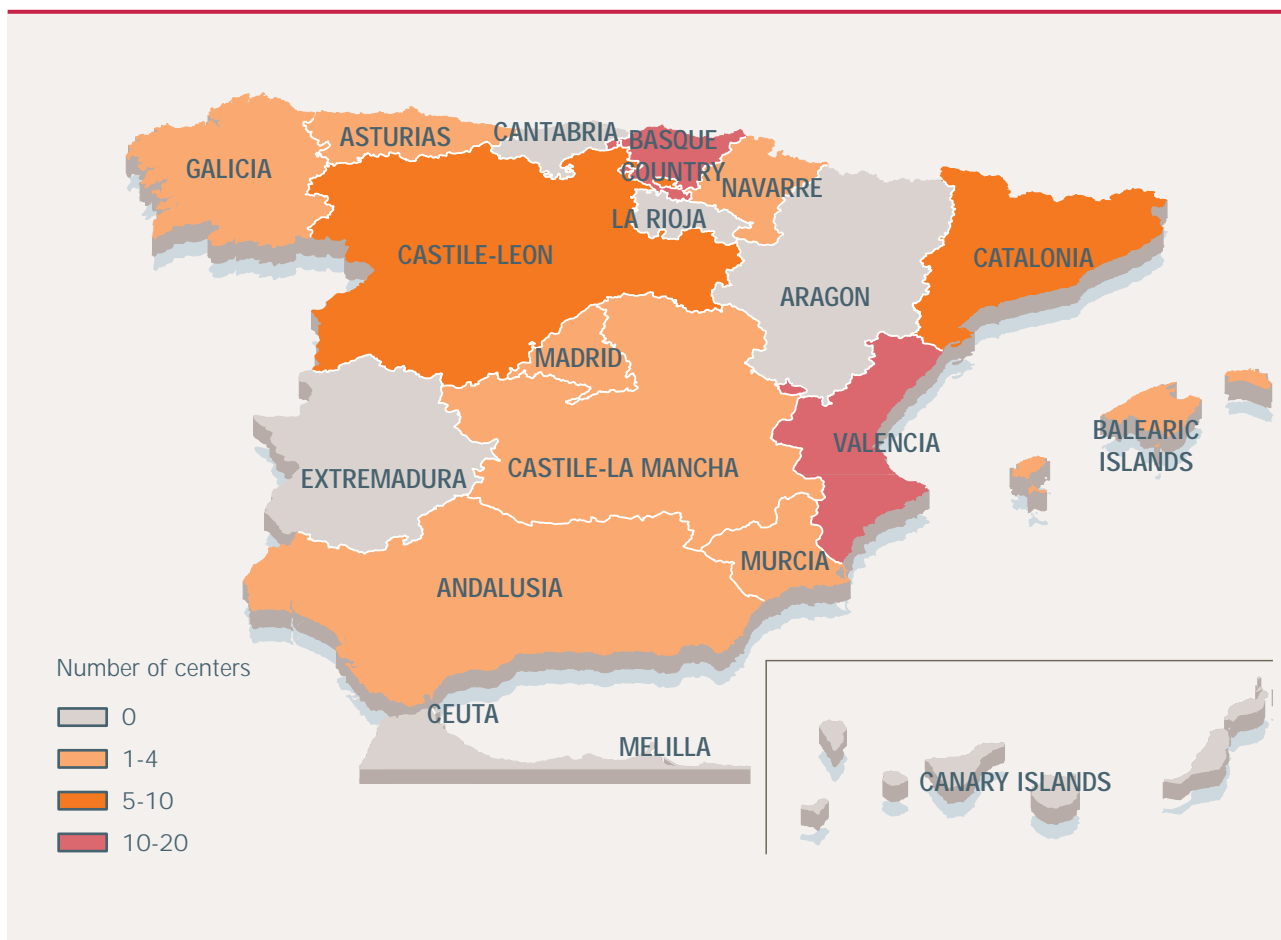 ASTURIAS
CANTABRIA
BASQUE
COUNTRY
GALICIA
NAVARRE
LA RIOJA
CASTILE-LEON
CATALONIA
ARAGON
MADRID
VALENCIA
BALEARIC
ISLANDS
CASTILE-LA MANCHA
EXTREMADURA
MURCIA
ANDALUSIA
Number of centers
0
1-4
5-10
10-20
CEUTA
MELILLA
CANARY ISLANDS